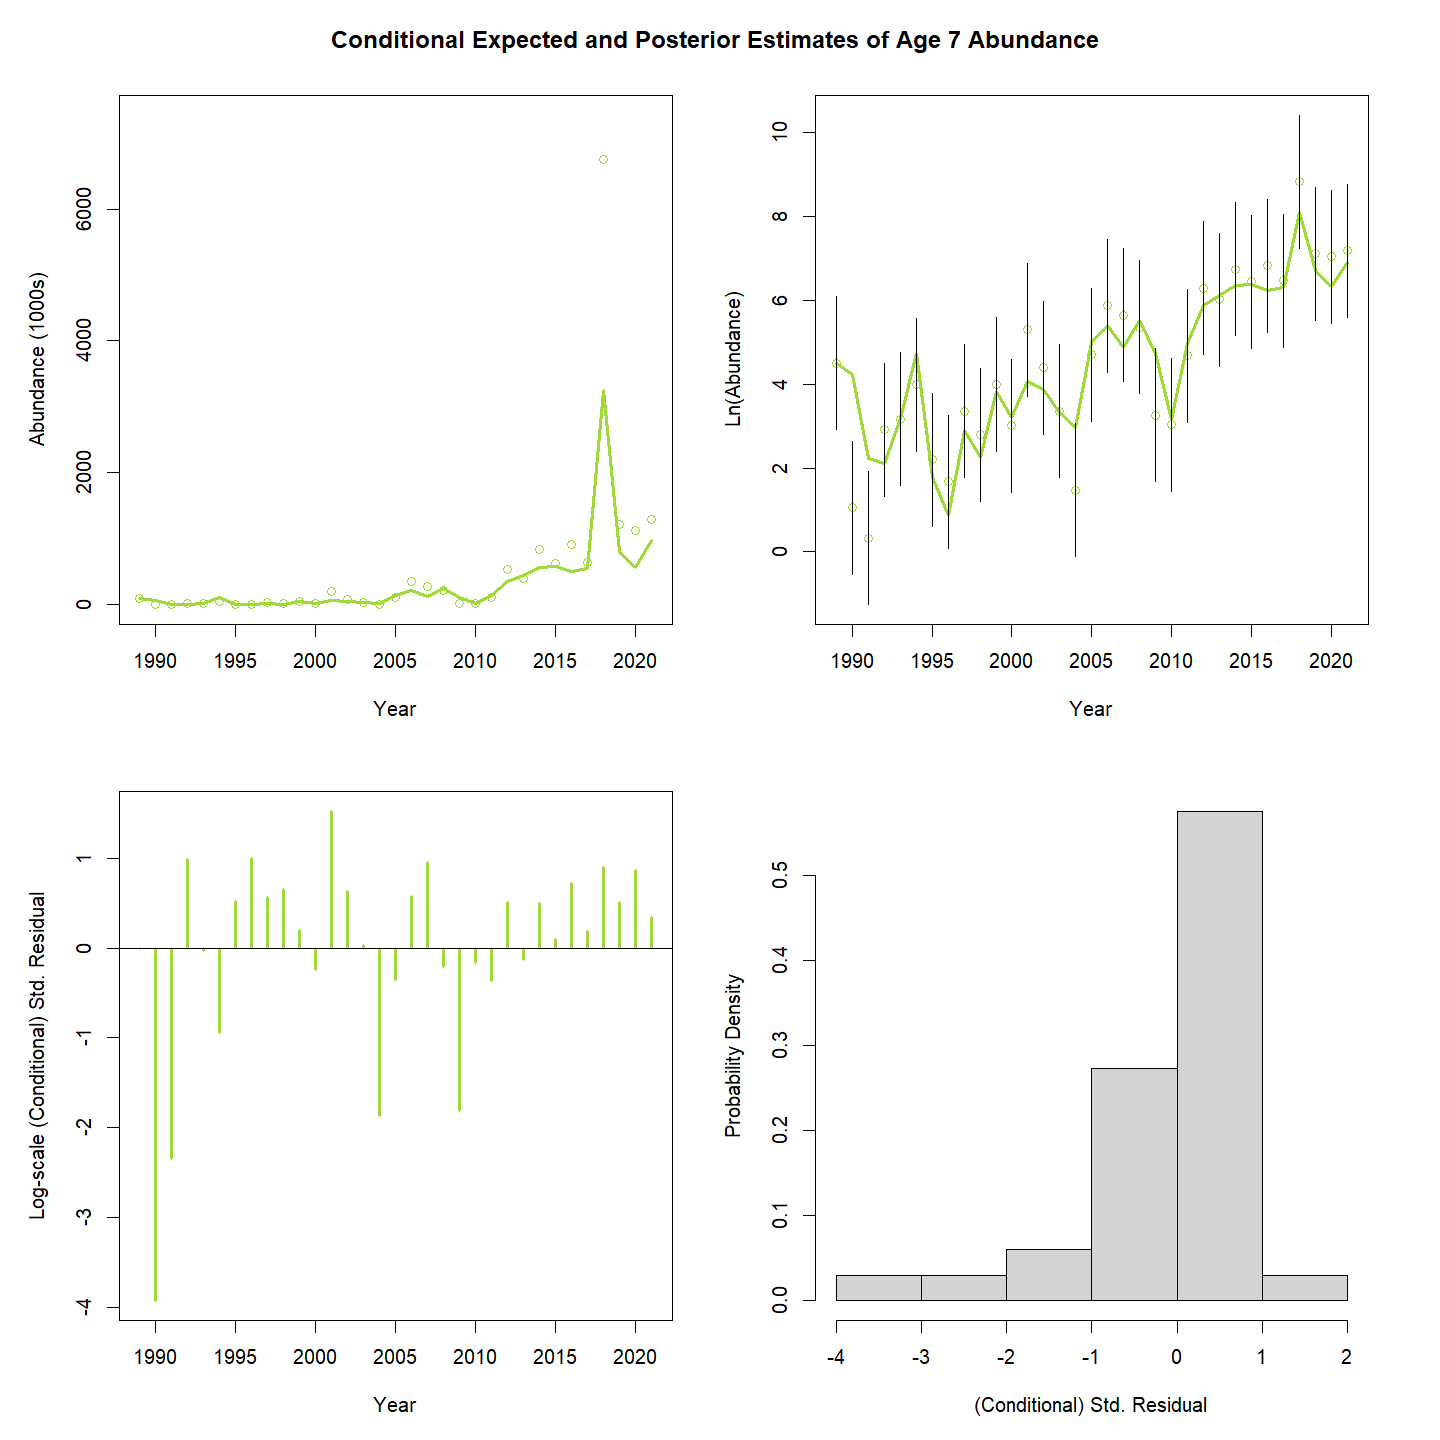 Conditional Expected and Posterior Estimates of Age 7 Abundance
Abundance (1000s)
0
2000
4000
6000
1990 1995 2000 2005 2010 2015 2020
Year
Ln(Abundance)
0
2
4
6
8
10
1990 1995 2000 2005 2010 2015 2020
Year
Log-scale (Conditional) Std. Residual
-4
-3
-2
-1
0
1
1990 1995 2000 2005 2010 2015 2020
Year
Probability Density
0.0
0.1
0.2
0.3
0.4
0.5
-4 -3 -2 -1 0 1 2
(Conditional) Std. Residual